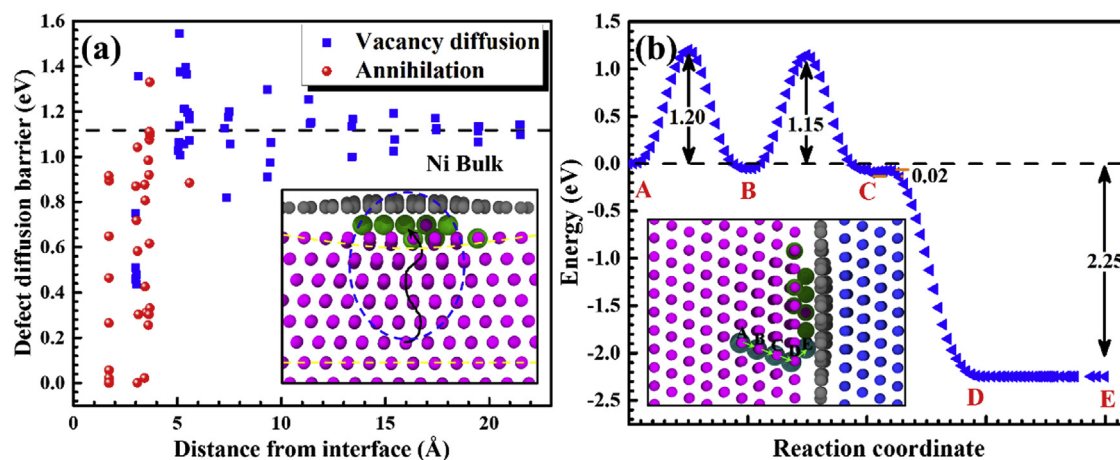 (a)
Vacancy diffusion
Annihilation
Defect diffusion barrier (eV)
1.6
1.4
1.2
1.0
0.8
0.6
0.4
0.2
0.0
Ni Bulk
0 5 10 15 20
Distance from interface (Å)
(b)
Energy (eV)
1.5
1.0
0.5
0.0
-0.5
-1.0
-1.5
-2.0
-2.5
1.20
1.15
0.02
2.25
A
B
C
D
E
A
B
C
D
E
Reaction coordinate